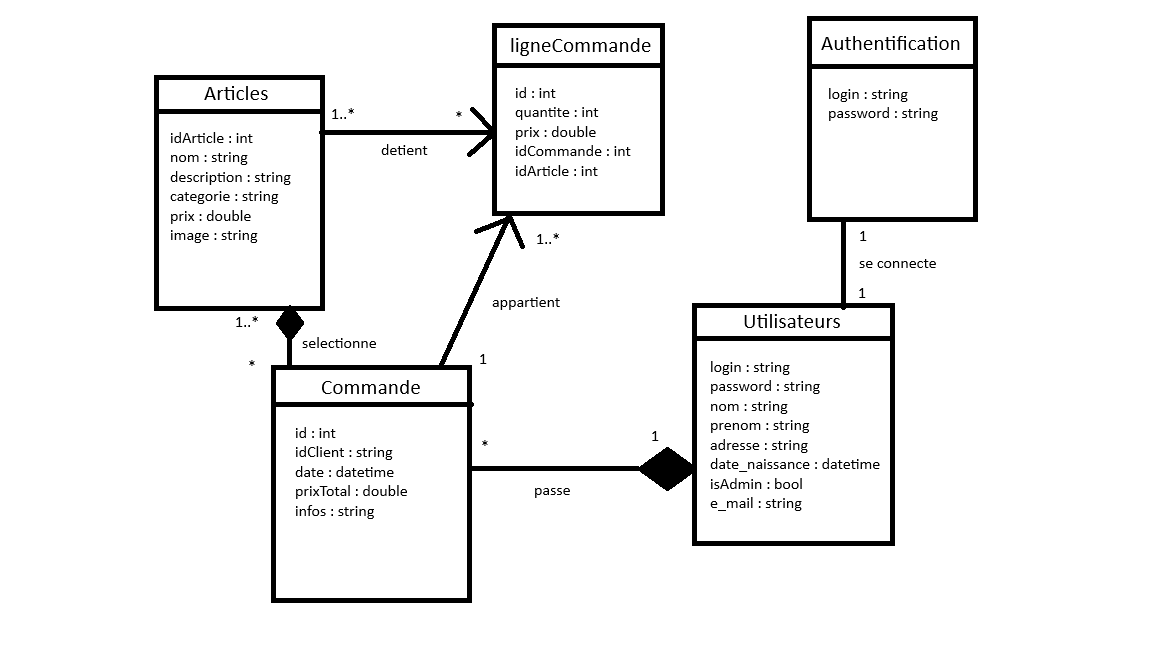 Articles
idArticle : int
nom : string
description : string
categorie : string
prix : double
image : string
1..*
*
detient
ligneCommande
id : int
quantite : int
prix : double
idCommande : int
idArticle : int
Authentification
login : string
password : string
1
se connecte
1
1..*
appartient
1
1..*
selectionne
*
Commande
id : int
idClient : string
date : datetime
prixTotal : double
infos : string
*
1
passe
Utilisateurs
login : string
password : string
nom : string
prenom : string
adresse : string
date_naissance : datetime
isAdmin : bool
e_mail : string